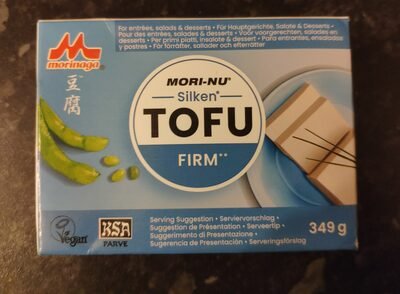 For entrées, salads & desserts • Für Hauptgerichte, Salate & Desserts •
Pour des entrées, salades & desserts • Voor voorgerechten, salades en
desserts • Per primi piatti, insalate & dessert • Para entrantes, ensaladas
y postres • För förrätter, sallader och efterrätter
morinaga®
豆腐
MORI-NU®
Silken®
TOFU
FIRM**
Vegan
KSA
PARVE
Serving Suggestion • Serviervorschlag •
Suggestion de Présentation • Serveertip •
Suggerimento di Presentazione •
Sugerencia de Presentación • Serveringsförslag
349 g